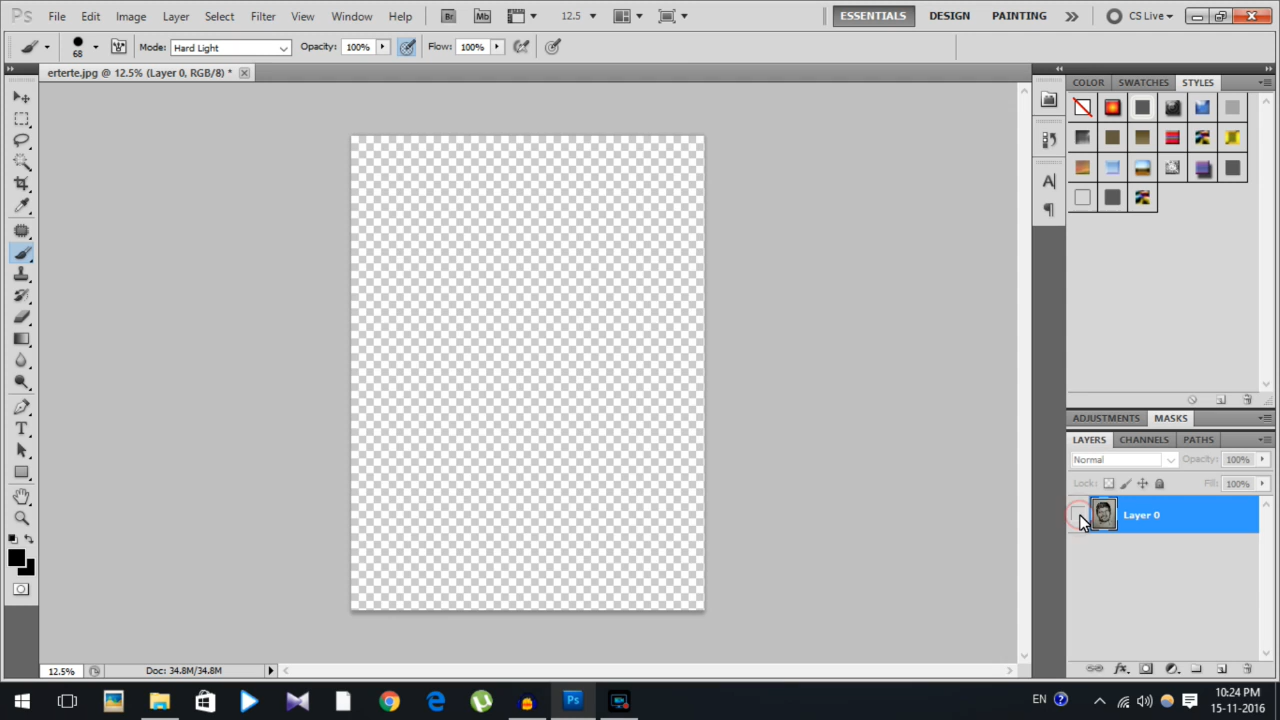 Ps File Edit Image Layer Select Filter View Window Help Br Mb 12.5 ESSENTIALS DESIGN PAINTING CS Live
68 Mode: Hard Light Opacity: 100% Flow: 100%
erterte.jpg @ 12.5% (Layer 0, RGB/8) *
COLOR SWATCHES STYLES
ADJUSTMENTS MASKS
LAYERS CHANNELS PATHS
Normal Opacity: 100%
Lock: Fill: 100%
Layer 0
12.5% Doc: 34.8M/34.8M
Ps EN 10:24 PM
15-11-2016